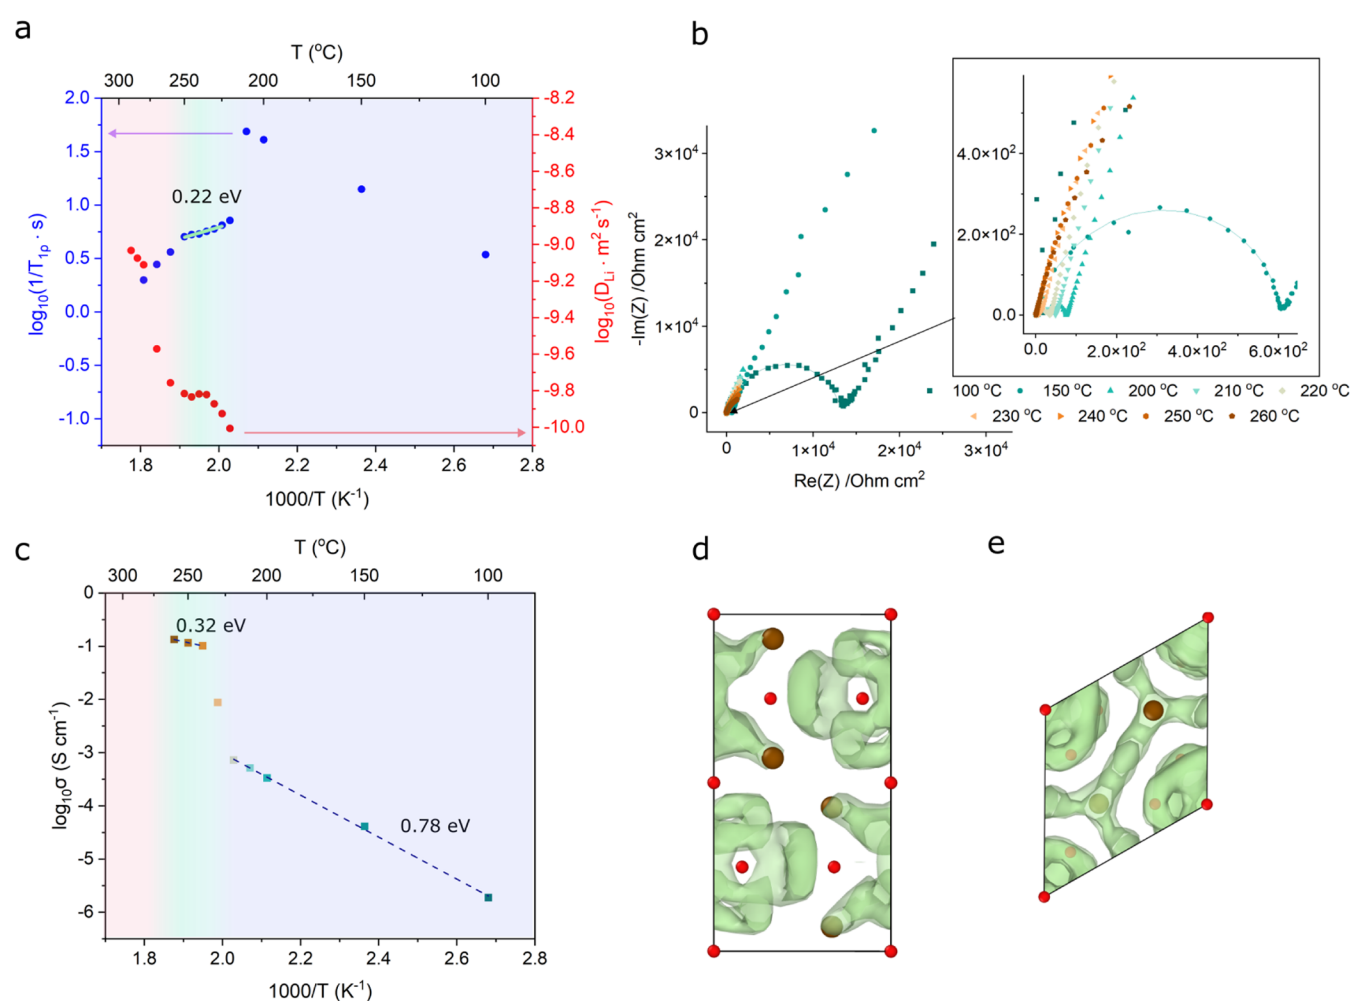 a
T (°C)
300 250 200 150 100
2.0
1.5
1.0
0.5
0.0
-0.5
-1.0
log10(1/T1ρ · s)
0.22 eV
-8.2
-8.4
-8.6
-8.8
-9.0
-9.2
-9.4
-9.6
-9.8
-10.0
log10(DLi · m2 s-1)
1.8 2.0 2.2 2.4 2.6 2.8
1000/T (K-1)
b
3×10⁴
2×10⁴
1×10⁴
0
-Im(Z) /Ohm cm2
0 1×10⁴ 2×10⁴ 3×10⁴
Re(Z) /Ohm cm2
4.0×10²
2.0×10²
0.0
0.0 2.0×10² 4.0×10² 6.0×10²
100 °C 150 °C 200 °C 210 °C 220 °C
230 °C 240 °C 250 °C 260 °C
c
T (°C)
300 250 200 150 100
0
-1
-2
-3
-4
-5
-6
log10σ (S cm-1)
0.32 eV
0.78 eV
1.8 2.0 2.2 2.4 2.6 2.8
1000/T (K-1)
d
e